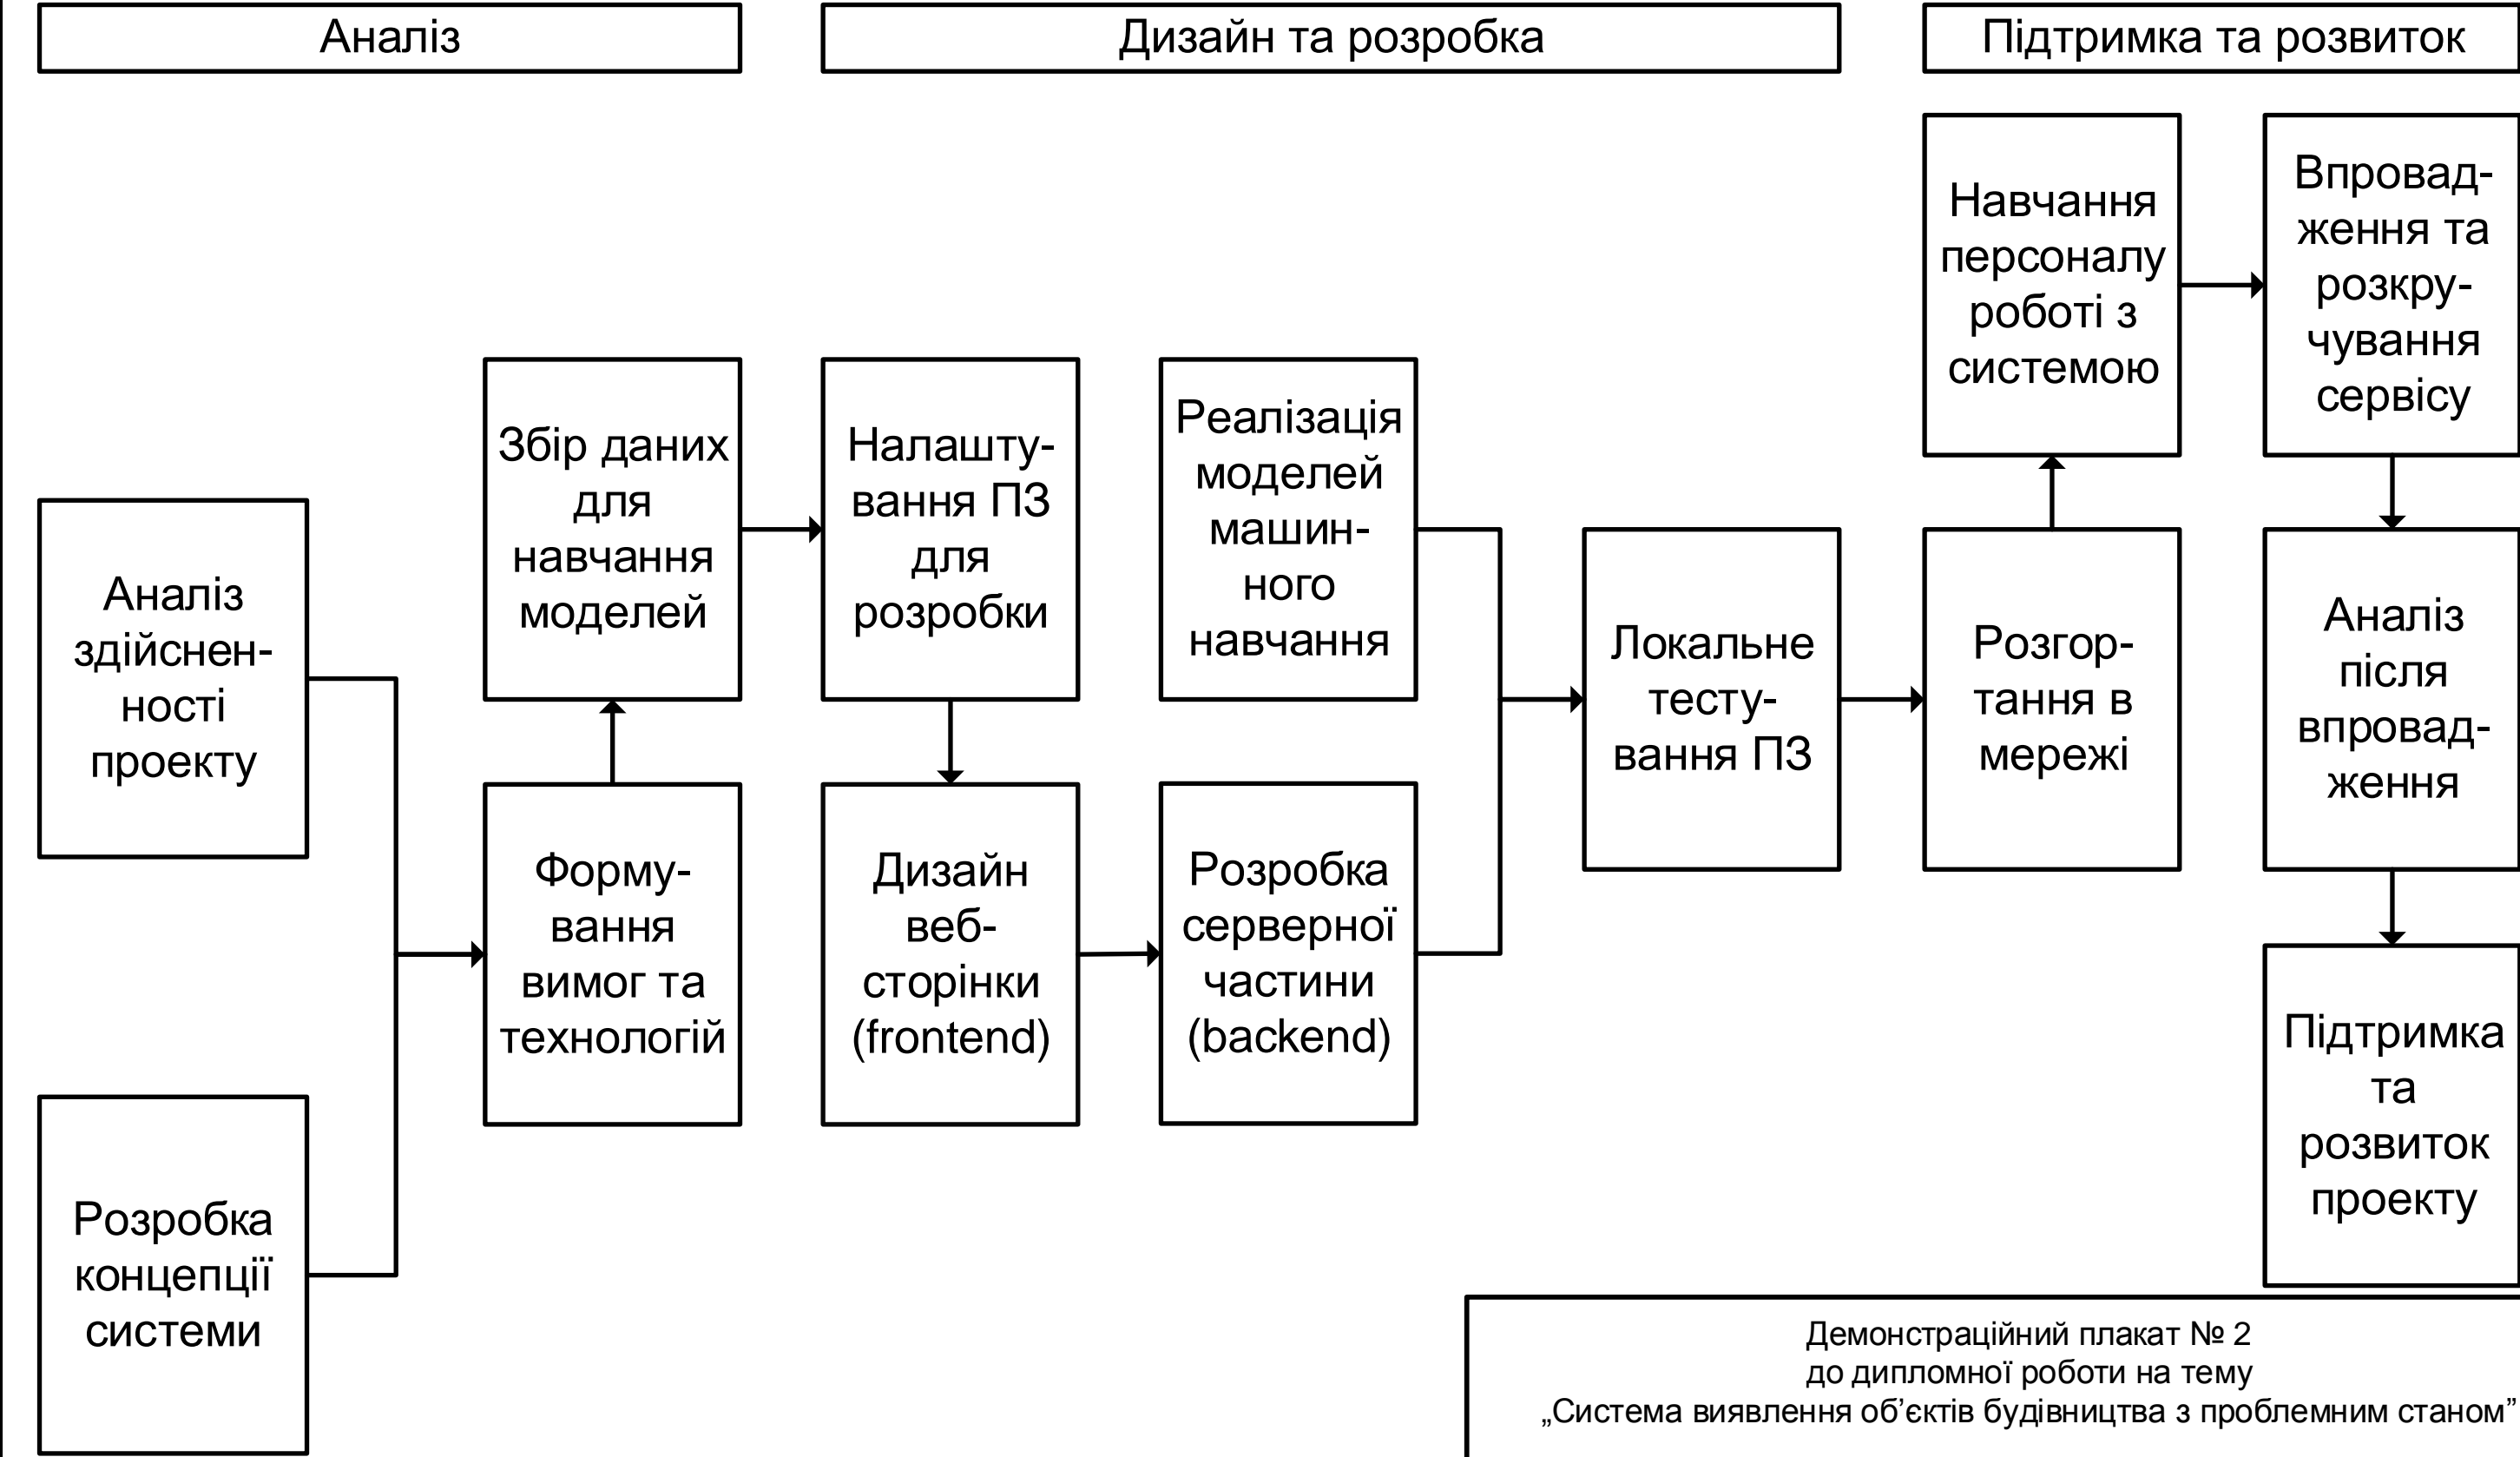 Аналіз
Дизайн та розробка
Підтримка та розвиток
Аналіз
здійснен-
ності
проекту
Розробка
концепції
системи
Форму-
вання
вимог та
технологій
Збір даних
для
навчання
моделей
Налашту-
вання ПЗ
для
розробки
Дизайн
веб-
сторінки
(frontend)
Розробка
серверної
частини
(backend)
Реалізація
моделей
машин-
ного
навчання
Локальне
тесту-
вання ПЗ
Розгор-
тання в
мережі
Навчання
персоналу
роботі з
системою
Впровад-
ження та
розкру-
чування
сервісу
Аналіз
після
впровад-
ження
Підтримка
та
розвиток
проекту
Демонстраційний плакат № 2
до дипломної роботи на тему
„Система виявлення об’єктів будівництва з проблемним станом”